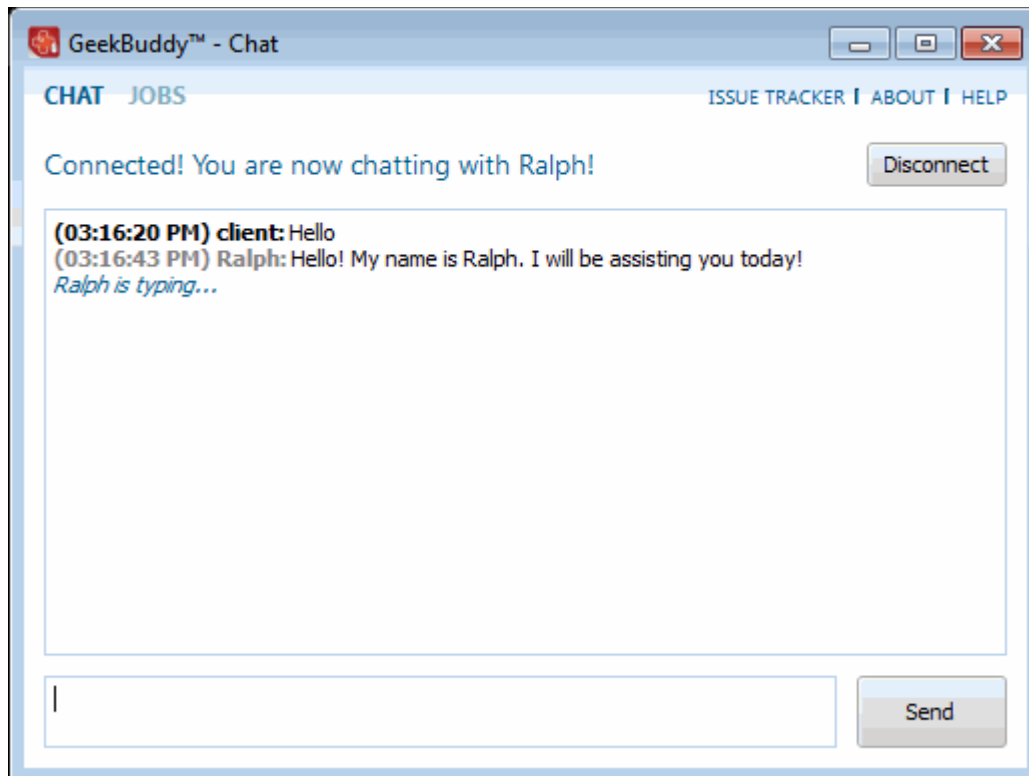 GeekBuddy™ - Chat
CHAT JOBS
ISSUE TRACKER | ABOUT | HELP
Connected! You are now chatting with Ralph!
Disconnect
(03:16:20 PM) client: Hello
(03:16:43 PM) Ralph: Hello! My name is Ralph. I will be assisting you today!
Ralph is typing...
Send